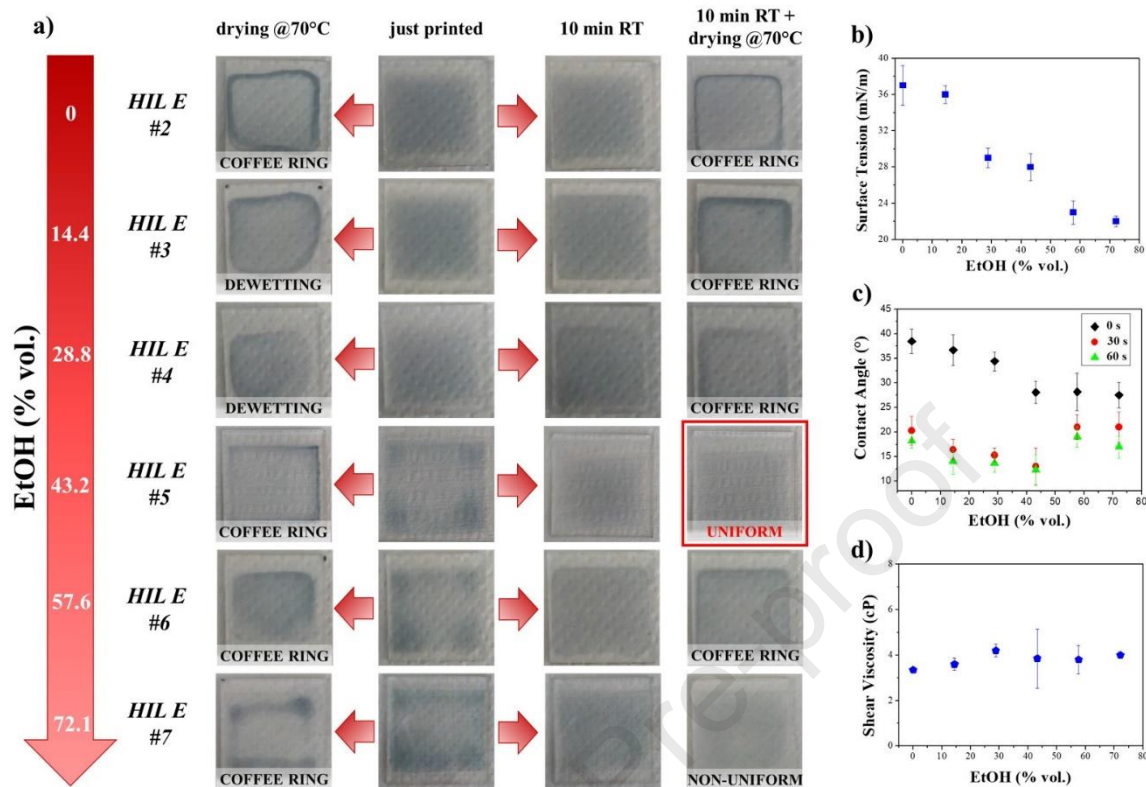 a)
drying @70°C
just printed
10 min RT
10 min RT +
drying @70°C
EtOH (% vol.)
0
14.4
28.8
43.2
57.6
72.1
HIL E
#2
COFFEE RING
COFFEE RING
HIL E
#3
DEWETTING
COFFEE RING
HIL E
#4
DEWETTING
COFFEE RING
HIL E
#5
COFFEE RING
UNIFORM
HIL E
#6
COFFEE RING
COFFEE RING
HIL E
#7
COFFEE RING
NON-UNIFORM
b)
Surface Tension (mN/m)
36
32
28
24
20
0 10 20 30 40 50 60 70 80
EtOH (% vol.)
c)
Contact Angle (°)
45
40
35
30
25
20
15
10
0 s
30 s
60 s
0 10 20 30 40 50 60 70 80
EtOH (% vol.)
d)
Shear Viscosity (cP)
8
6
4
2
0
0 10 20 30 40 50 60 70 80
EtOH (% vol.)
Pre-proof